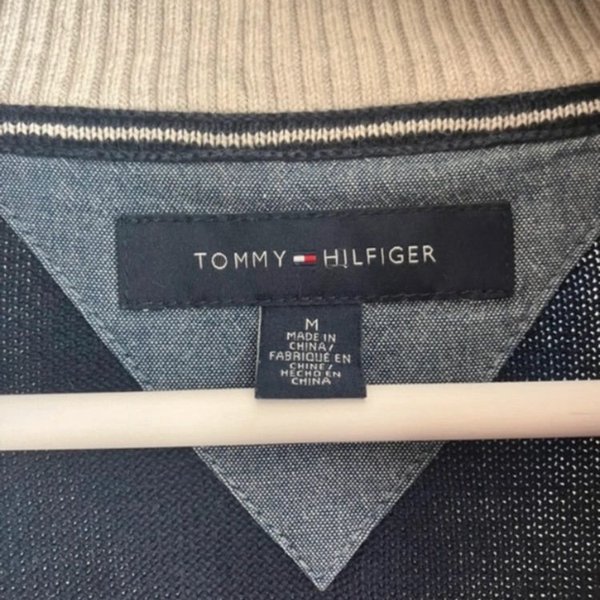 TOMMY HILFIGER
M
MADE IN
CHINA/
FABRIQUÉ EN
CHINE/
HECHO EN
CHINA